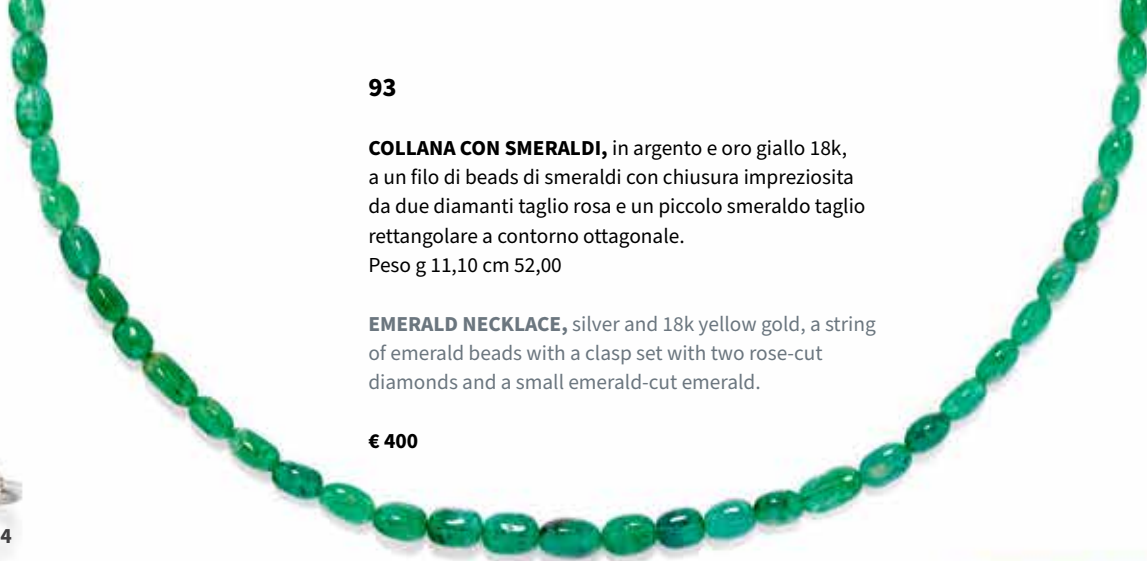 93
COLLANA CON SMERALDI, in argento e oro giallo 18k,
a un filo di beads di smeraldi con chiusura impreziosita
da due diamanti taglio rosa e un piccolo smeraldo taglio
rettangolare a contorno ottagonale.
Peso g 11,10 cm 52,00
EMERALD NECKLACE, silver and 18k yellow gold, a string
of emerald beads with a clasp set with two rose-cut
diamonds and a small emerald-cut emerald.
€ 400
4